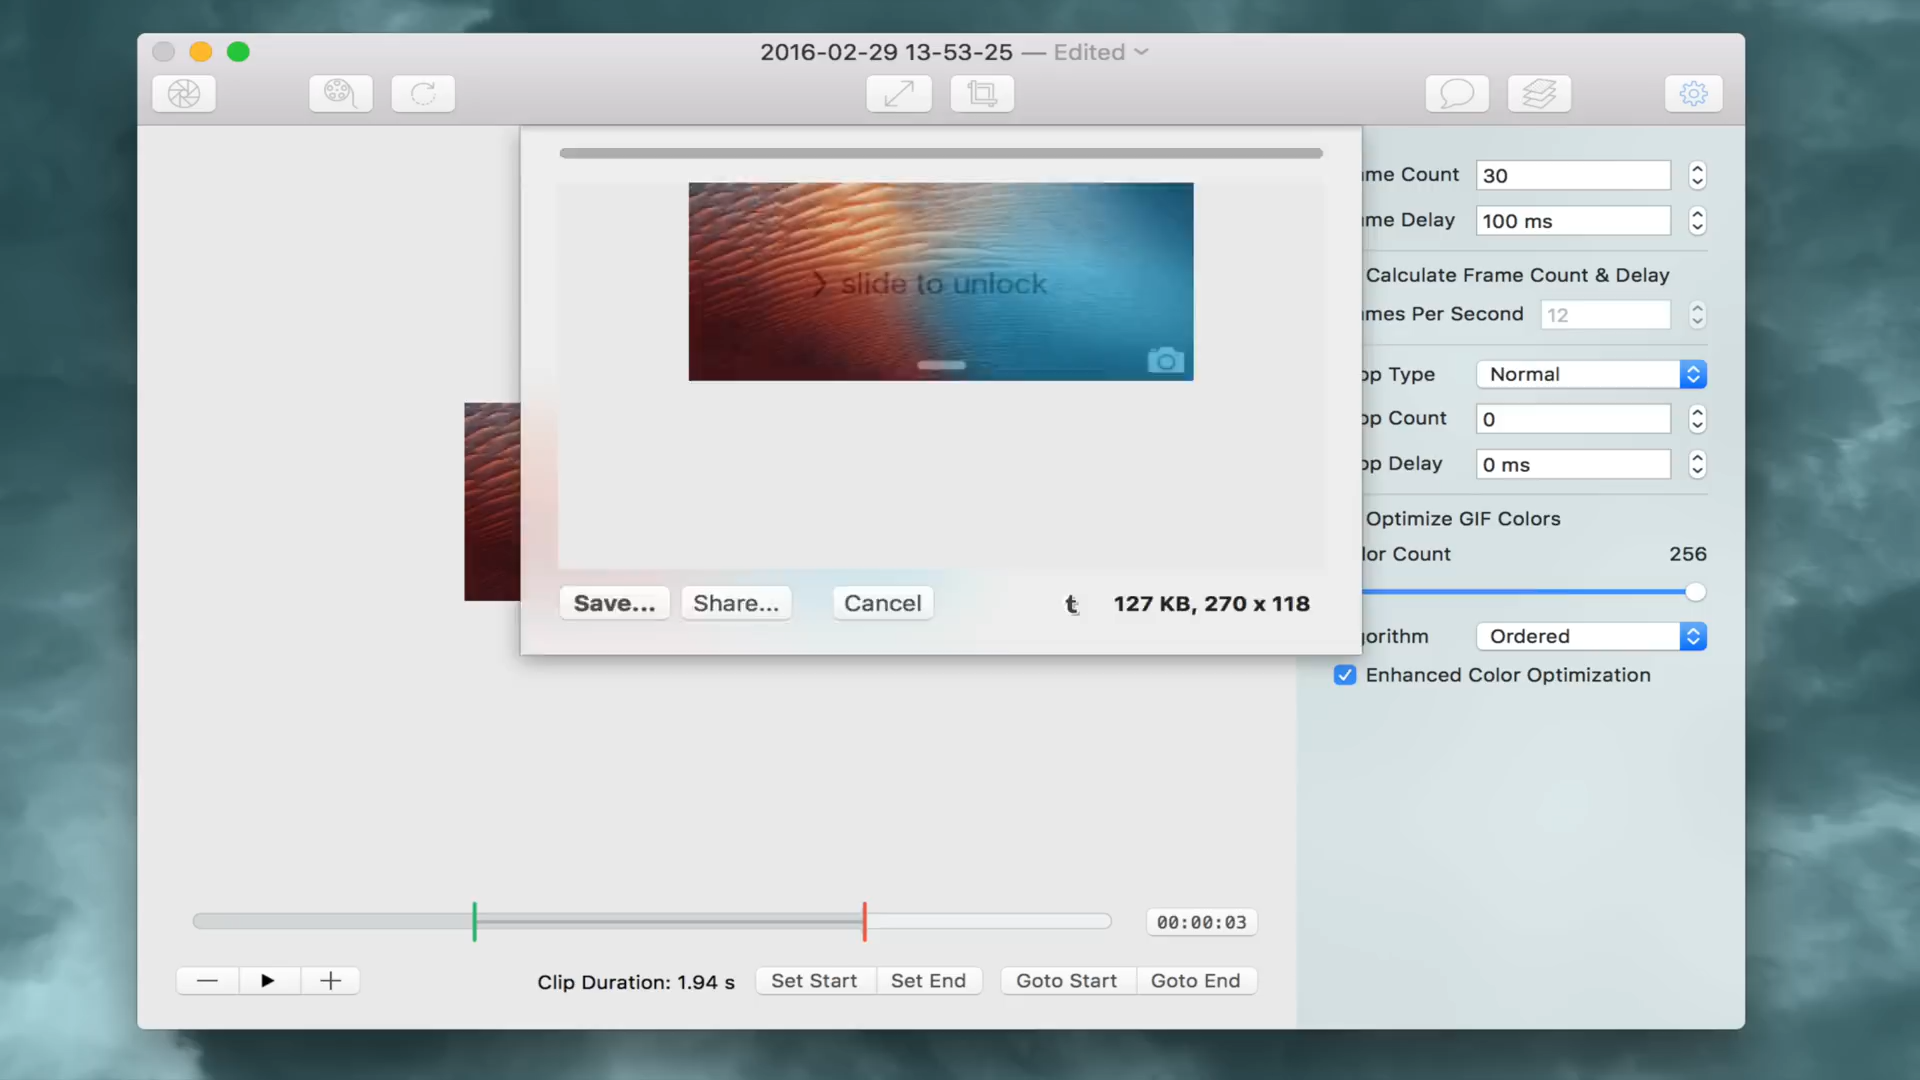 2016-02-29 13-53-25 — Edited
me Count 30
me Delay 100 ms
Calculate Frame Count & Delay
mes Per Second 12
slide to unlock
op Type Normal
op Count 0
op Delay 0 ms
Optimize GIF Colors
lor Count 256
Save... Share... Cancel t 127 KB, 270 x 118
gorithm Ordered
Enhanced Color Optimization
00:00:03
Clip Duration: 1.94 s Set Start Set End Goto Start Goto End